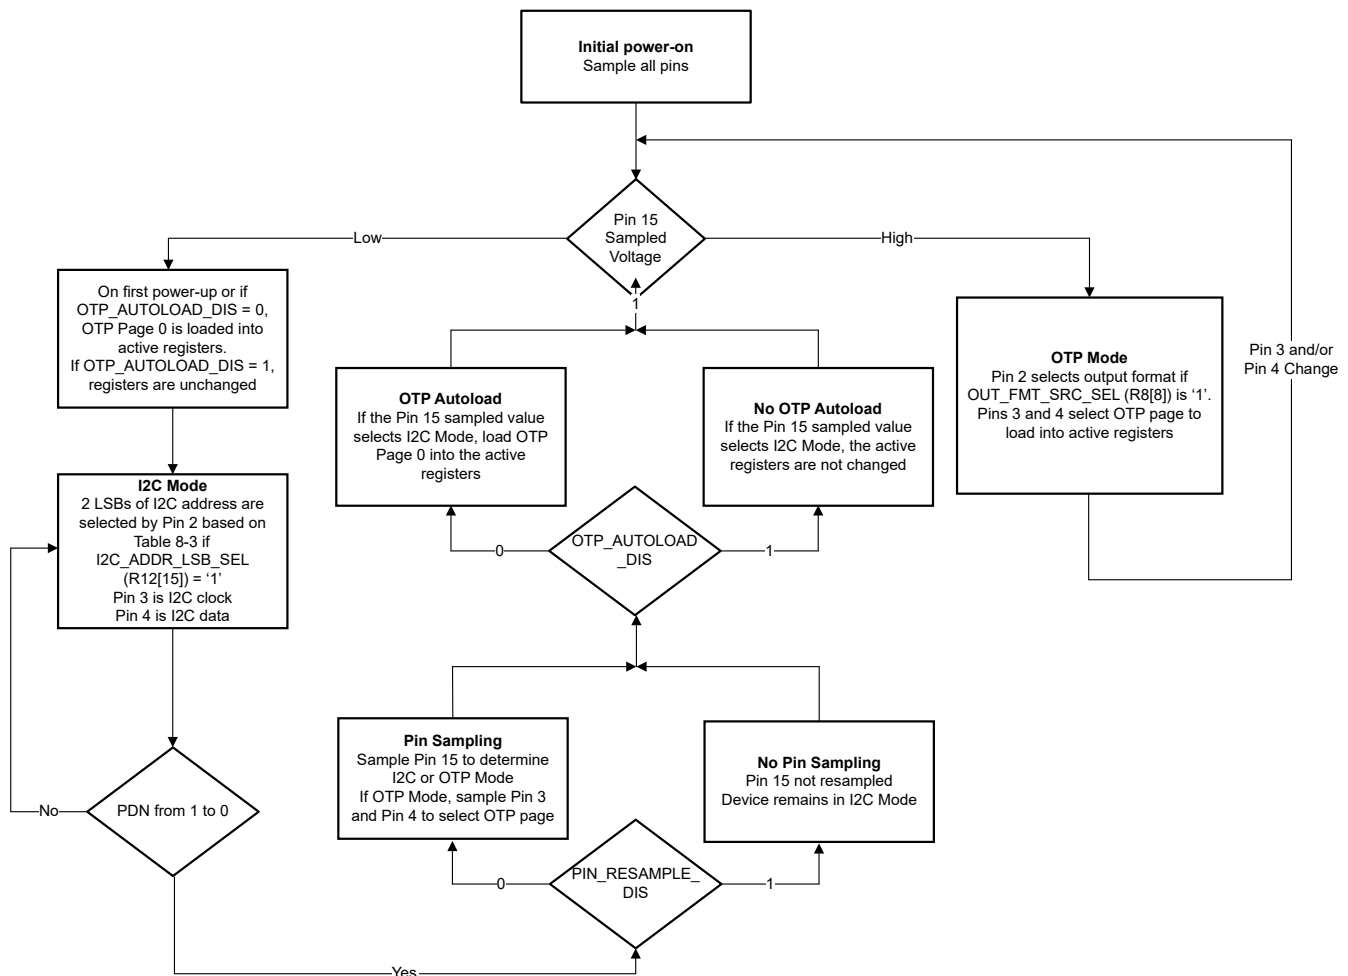 Initial power-on
Sample all pins
Pin 15
Sampled
Voltage
Low
High
1
On first power-up or if
OTP_AUTOLOAD_DIS = 0,
OTP Page 0 is loaded into
active registers.
If OTP_AUTOLOAD_DIS = 1,
registers are unchanged
OTP Autoload
If the Pin 15 sampled value
selects I2C Mode, load OTP
Page 0 into the active
registers
No OTP Autoload
If the Pin 15 sampled value
selects I2C Mode, the active
registers are not changed
OTP Mode
Pin 2 selects output format if
OUT_FMT_SRC_SEL (R8[8]) is ‘1’.
Pins 3 and 4 select OTP page to
load into active registers
Pin 3 and/or
Pin 4 Change
I2C Mode
2 LSBs of I2C address are
selected by Pin 2 based on
Table 8-3 if
I2C_ADDR_LSB_SEL
(R12[15]) = ‘1’
Pin 3 is I2C clock
Pin 4 is I2C data
0
OTP_AUTOLOAD
_DIS
1
Pin Sampling
Sample Pin 15 to determine
I2C or OTP Mode
If OTP Mode, sample Pin 3
and Pin 4 to select OTP page
No Pin Sampling
Pin 15 not resampled
Device remains in I2C Mode
No
PDN from 1 to 0
0
PIN_RESAMPLE_
DIS
1
Yes